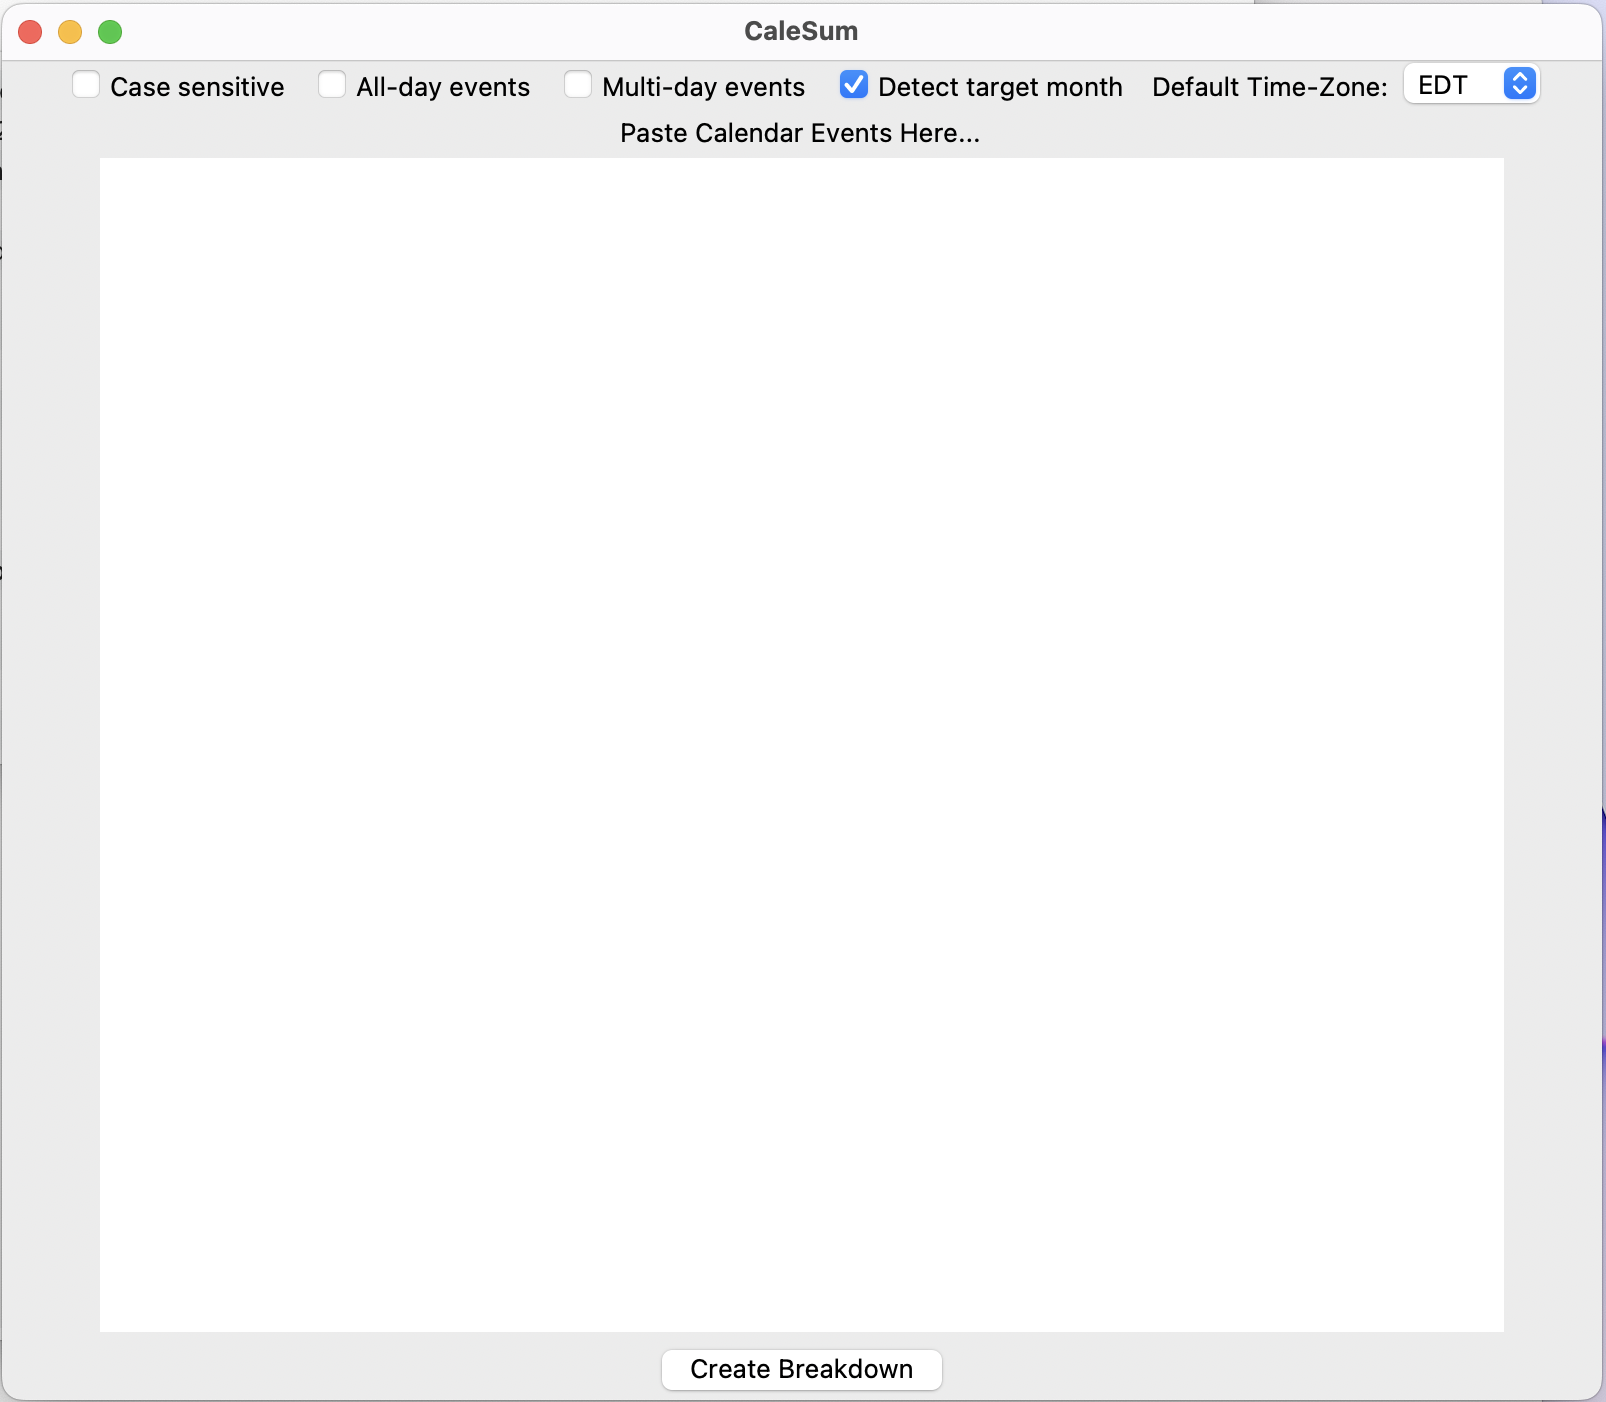 CaleSum
Case sensitive All-day events Multi-day events Detect target month Default Time-Zone: EDT
Paste Calendar Events Here...
Create Breakdown